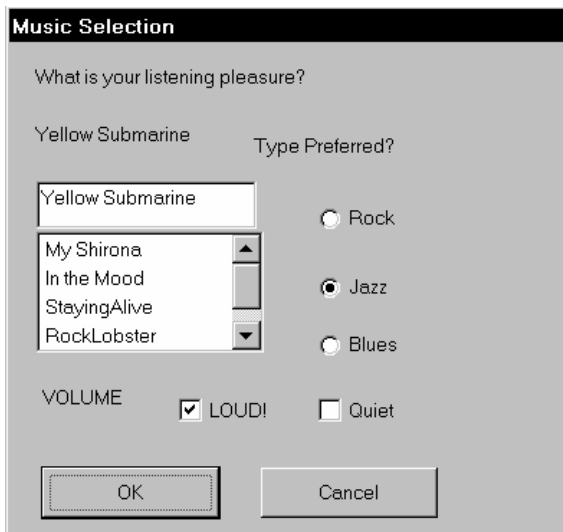 Music Selection
What is your listening pleasure?
Yellow Submarine
Type Preferred?
Yellow Submarine
Rock
My Shirona
In the Mood
Jazz
StayingAlive
RockLobster
Blues
VOLUME
LOUD!
Quiet
OK
Cancel